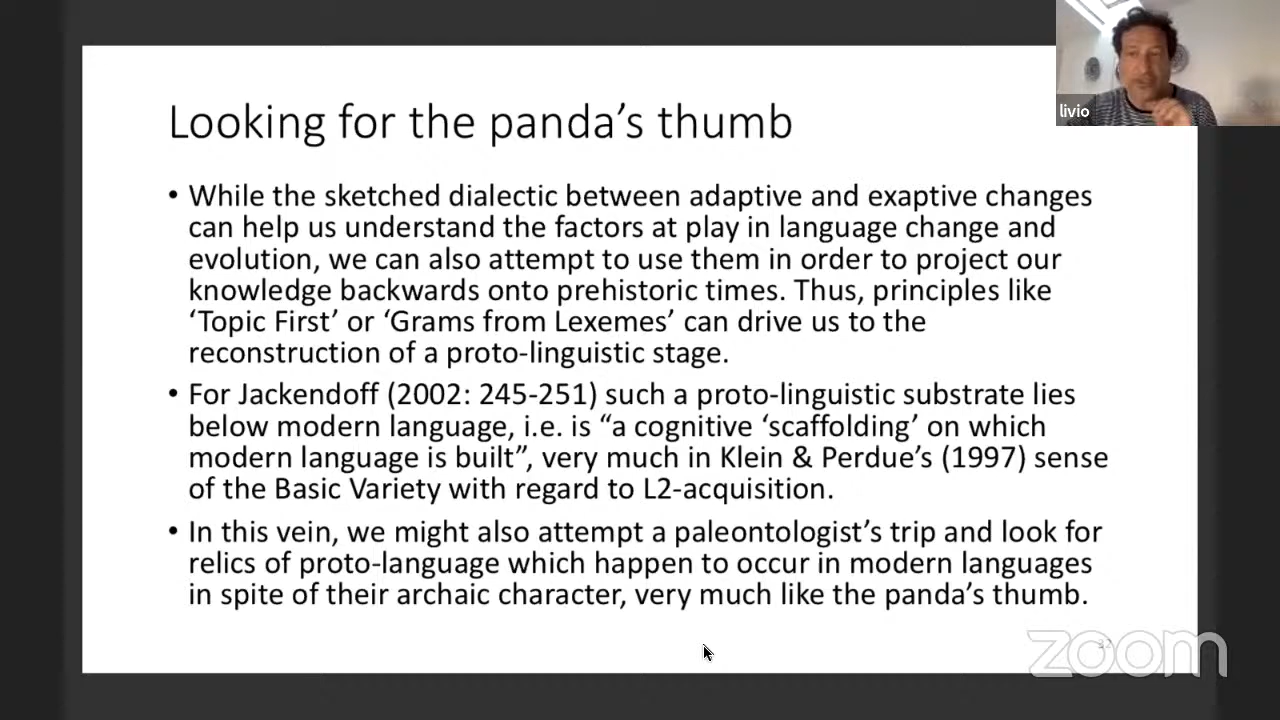 livio
Looking for the panda’s thumb
• While the sketched dialectic between adaptive and exaptive changes
can help us understand the factors at play in language change and
evolution, we can also attempt to use them in order to project our
knowledge backwards onto prehistoric times. Thus, principles like
‘Topic First’ or ‘Grams from Lexemes’ can drive us to the
reconstruction of a proto-linguistic stage.
• For Jackendoff (2002: 245-251) such a proto-linguistic substrate lies
below modern language, i.e. is “a cognitive ‘scaffolding’ on which
modern language is built”, very much in Klein & Perdue’s (1997) sense
of the Basic Variety with regard to L2-acquisition.
• In this vein, we might also attempt a paleontologist’s trip and look for
relics of proto-language which happen to occur in modern languages
in spite of their archaic character, very much like the panda’s thumb.
zoom